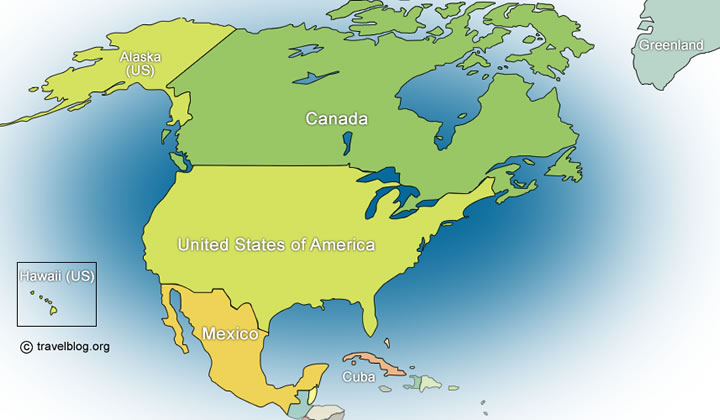 Greenland
Alaska
(US)
Canada
United States of America
Hawaii (US)
Mexico
© travelblog.org
Cuba